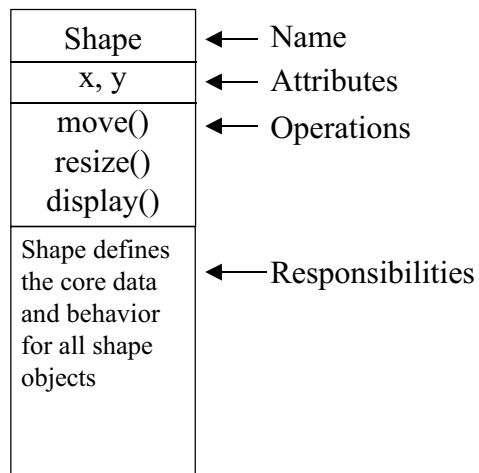 Shape
Name
x, y
Attributes
move()
Operations
resize()
display()
Shape defines
the core data
and behavior
for all shape
objects
Responsibilities